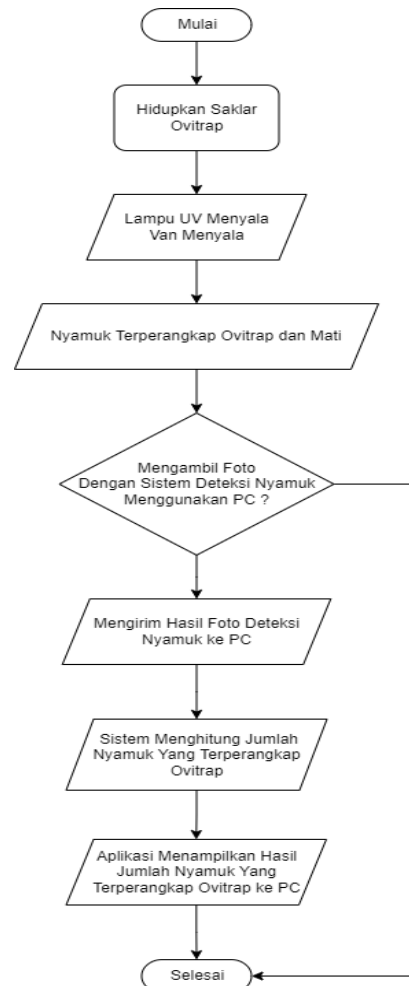 Mulai
Hidupkan Saklar
Ovitrap
Lampu UV Menyala
Van Menyala
Nyamuk Terperangkap Ovitrap dan Mati
Mengambil Foto
Dengan Sistem Deteksi Nyamuk
Menggunakan PC ?
Mengirim Hasil Foto Deteksi
Nyamuk ke PC
Sistem Menghitung Jumlah
Nyamuk Yang Terperangkap
Ovitrap
Aplikasi Menampilkan Hasil
Jumlah Nyamuk Yang
Terperangkap Ovitrap ke PC
Selesai